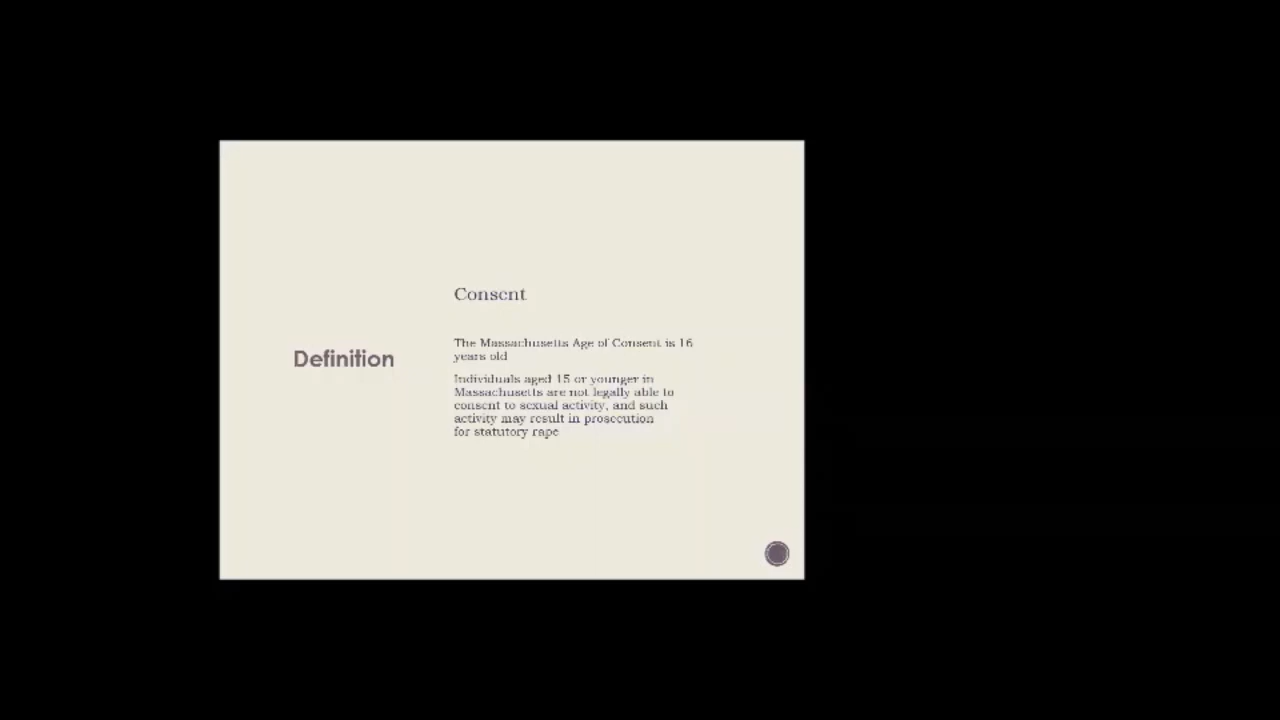 Consent
Definition
The Massachusetts Age of Consent is 16
years old
Individuals aged 15 or younger in
Massachusetts are not legally able to
consent to sexual activity, and such
activity may result in prosecution
for statutory rape